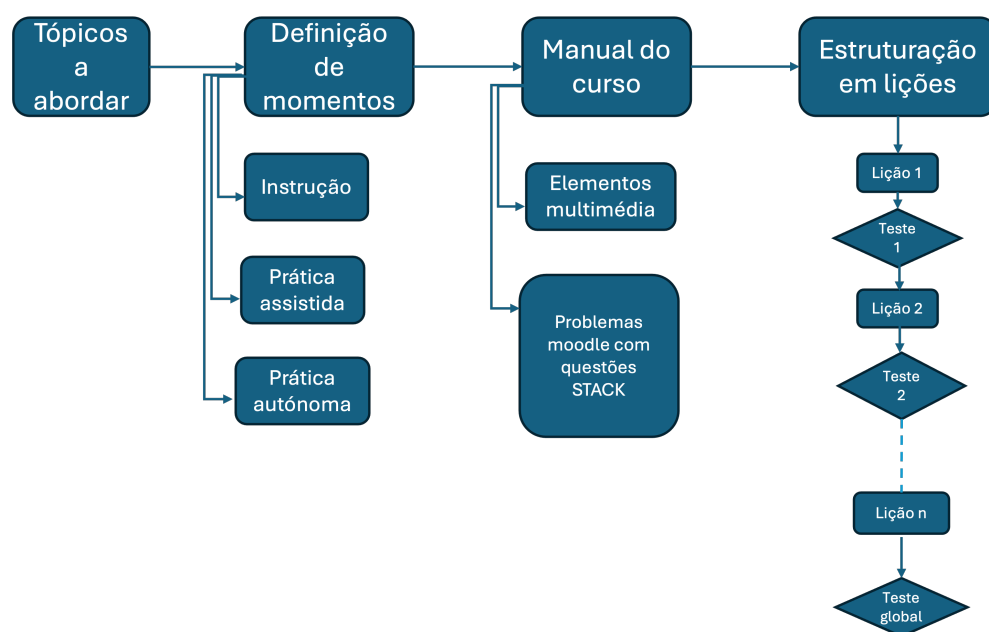 Tópicos
a
abordar
Definição
de
momentos
Instrução
Prática
assistida
Prática
autónoma
Manual do
curso
Elementos
multimédia
Problemas
moodle com
questões
STACK
Estruturação
em lições
Lição 1
Teste
1
Lição 2
Teste
2
Lição n
Teste
global